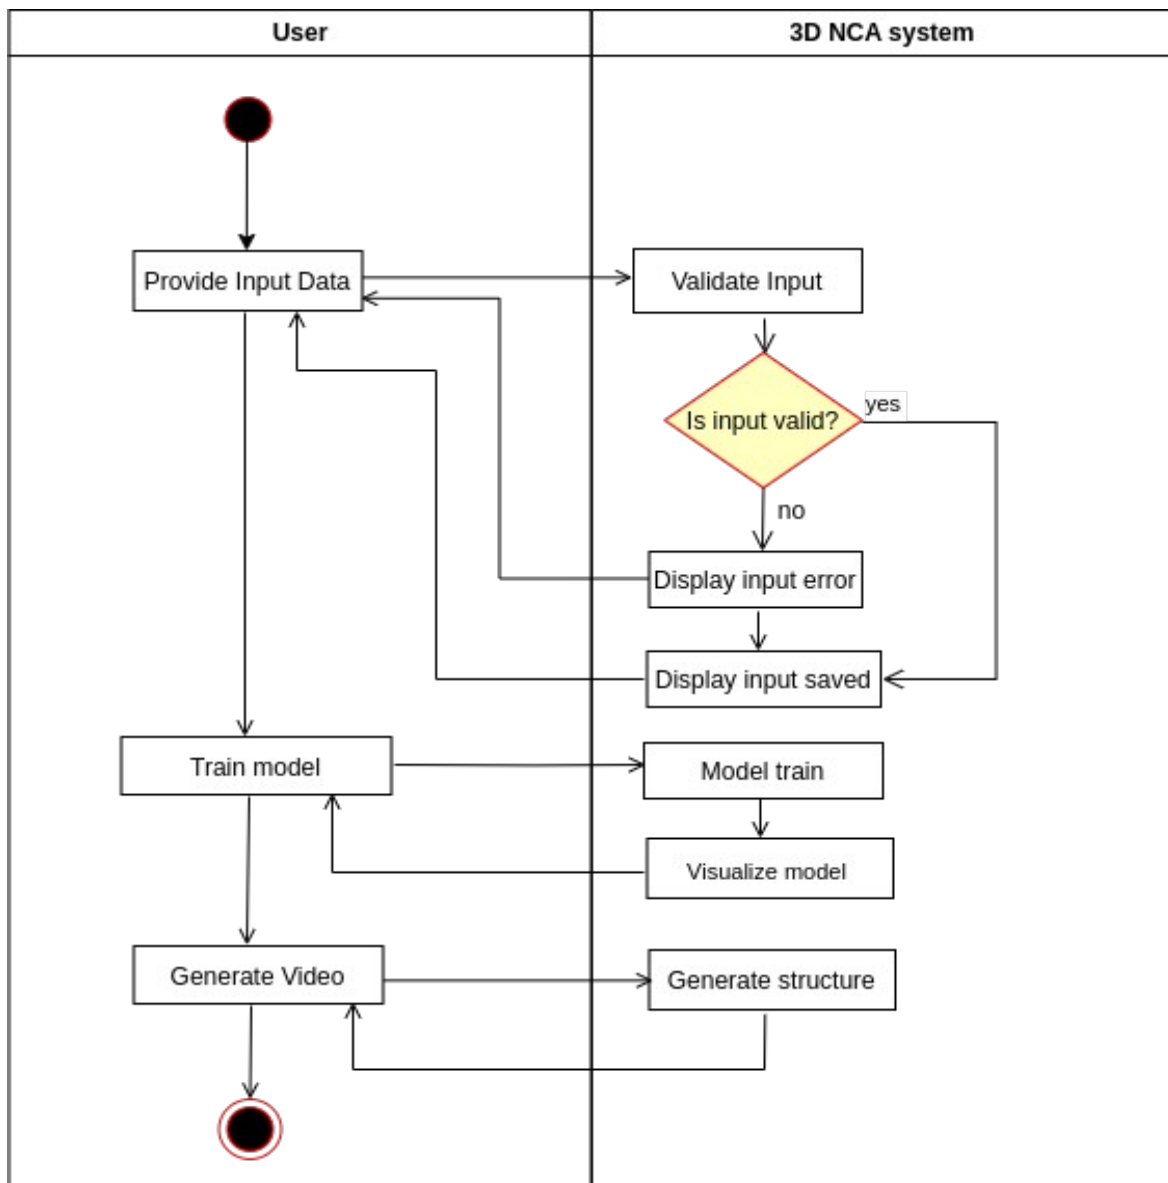 User
3D NCA system
Provide Input Data
Validate Input
Is input valid?
yes
no
Display input error
Display input saved
Train model
Model train
Visualize model
Generate Video
Generate structure